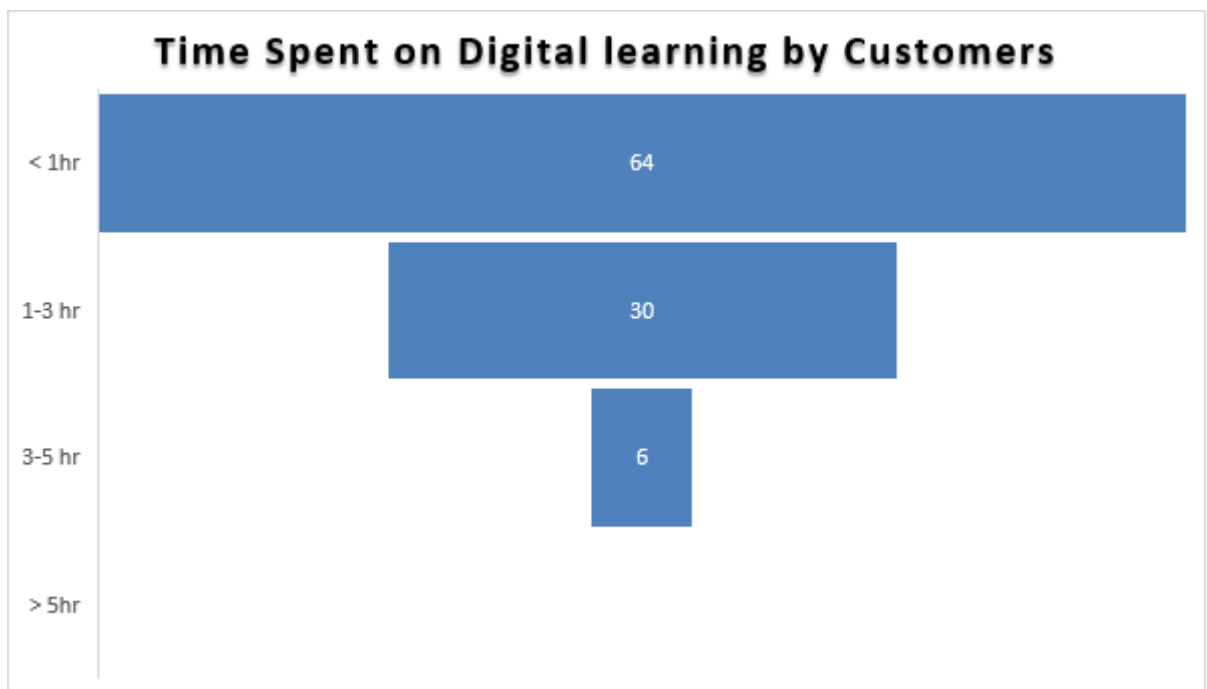 Time Spent on Digital learning by Customers
< 1hr
64
1-3 hr
30
3-5 hr
6
> 5hr